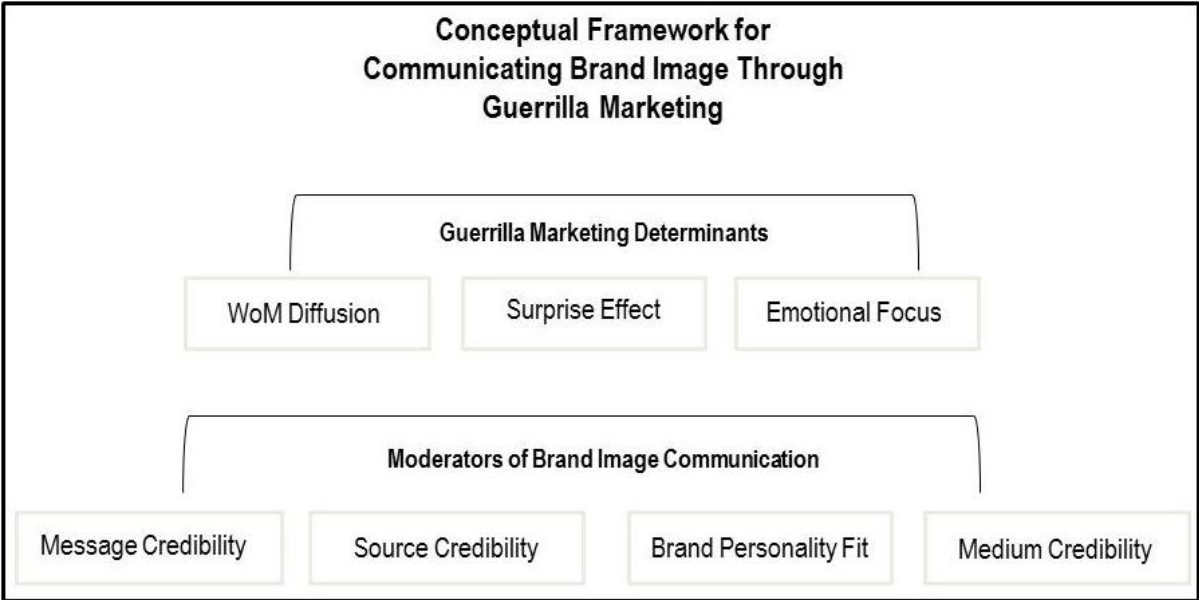 Conceptual Framework for
Communicating Brand Image Through
Guerrilla Marketing
Guerrilla Marketing Determinants
WoM Diffusion
Surprise Effect
Emotional Focus
Moderators of Brand Image Communication
Message Credibility
Source Credibility
Brand Personality Fit
Medium Credibility